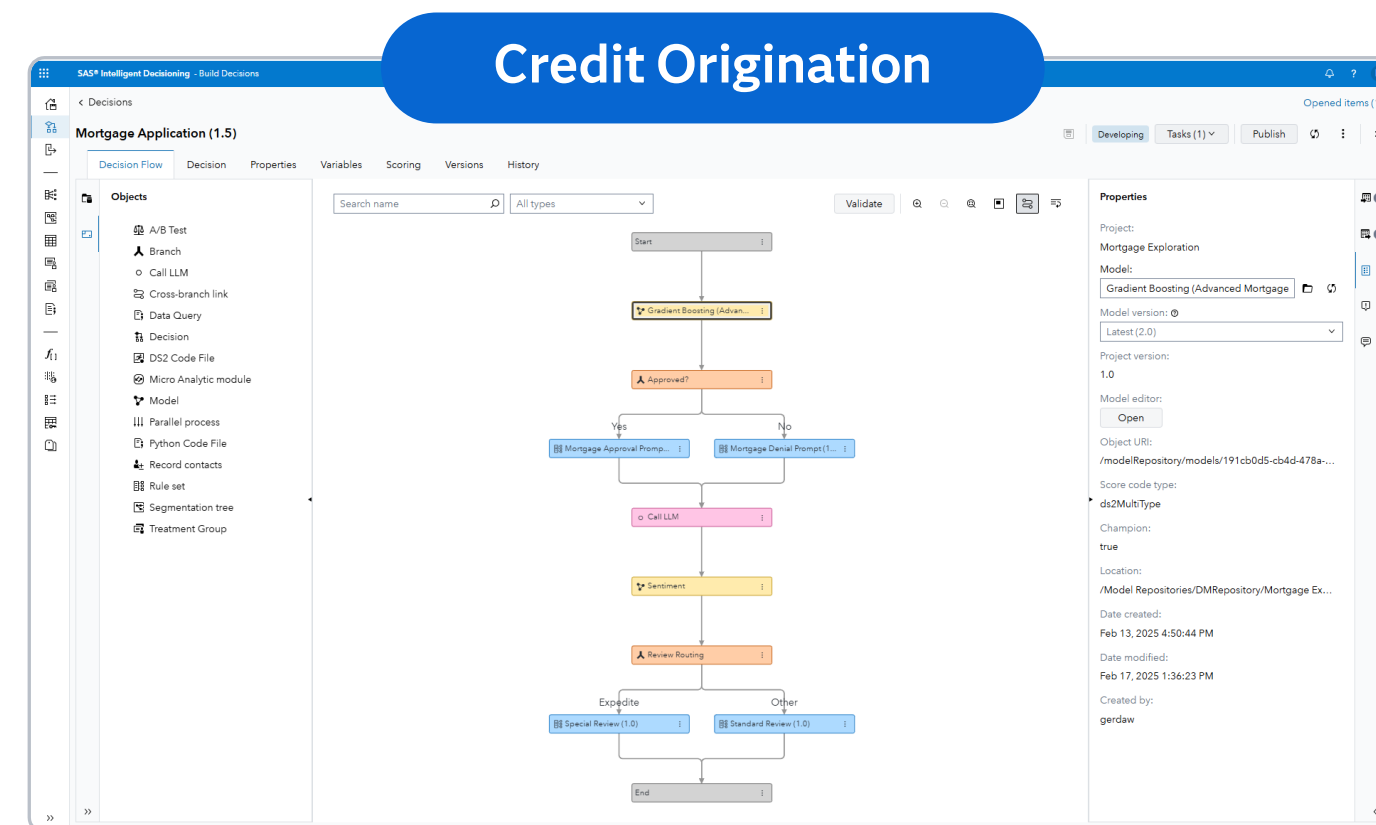 Credit Origination
SAS® Intelligent Decisioning - Build Decisions
?
< Decisions
Opened items (
Mortgage Application (1.5)
Developing
Tasks (1)
Publish
Decision Flow
Decision
Properties
Variables
Scoring
Versions
History
Objects
A/B Test
Branch
Call LLM
Cross-branch link
Data Query
Decision
DS2 Code File
Micro Analytic module
Model
Parallel process
Python Code File
Record contacts
Rule set
Segmentation tree
Treatment Group
Search name
All types
Validate
Start
Gradient Boosting (Advan...
Approved?
Yes
No
Mortgage Approval Promp...
Mortgage Denial Prompt (1...
Call LLM
Sentiment
Review Routing
Expedite
Other
Special Review (1.0)
Standard Review (1.0)
End
Properties
Project:
Mortgage Exploration
Model:
Gradient Boosting (Advanced Mortgage
Model version:
Latest (2.0)
Project version:
1.0
Model editor:
Open
Object URI:
/modelRepository/models/191cb0d5-cb4d-478a-...
Score code type:
ds2MultiType
Champion:
true
Location:
/Model Repositories/DMRepository/Mortgage Ex...
Date created:
Feb 13, 2025 4:50:44 PM
Date modified:
Feb 17, 2025 1:36:23 PM
Created by:
gerdaw